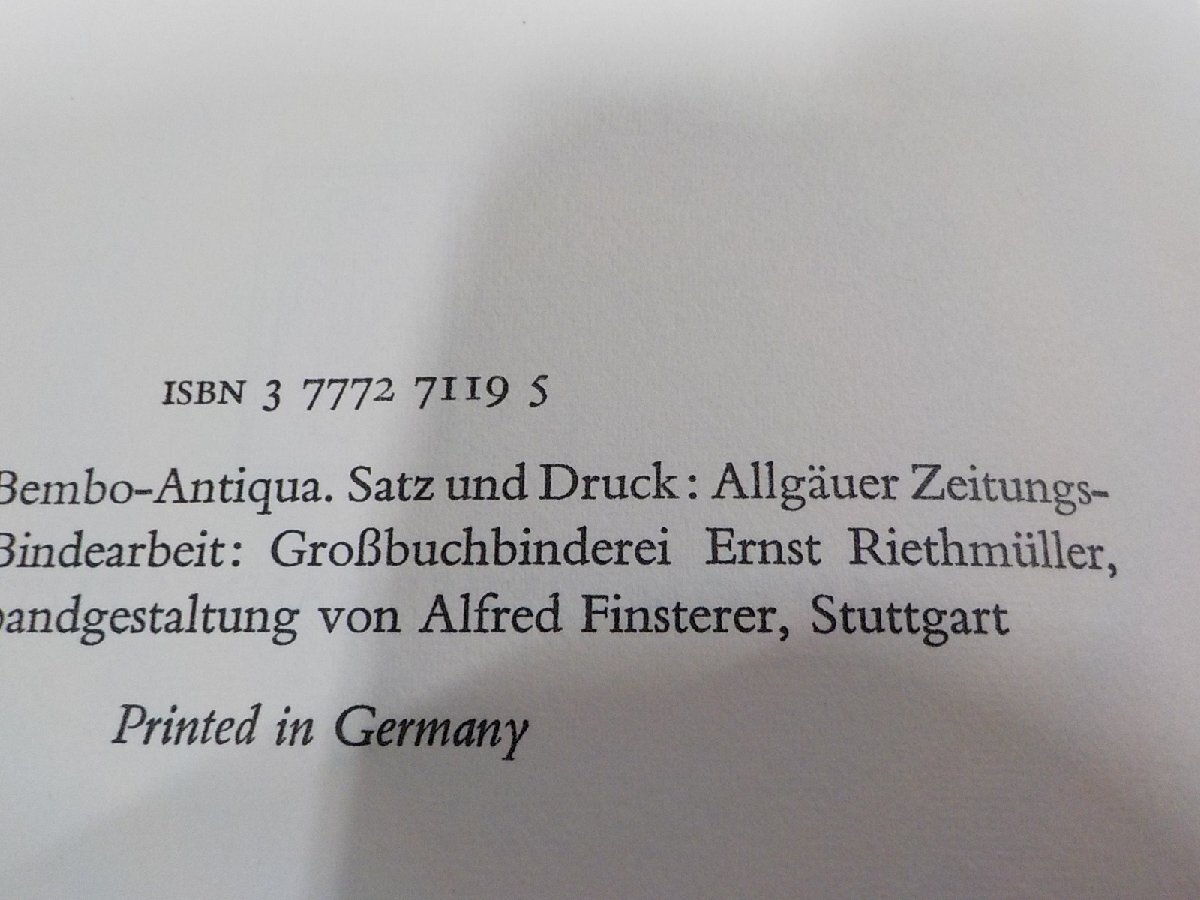 ISBN 3 7772 7119 5
Bembo-Antiqua. Satz und Druck: Allgäuer Zeitungs-
Bindearbeit: Großbuchbinderei Ernst Riethmüller,
bandgestaltung von Alfred Finsterer, Stuttgart
Printed in Germany